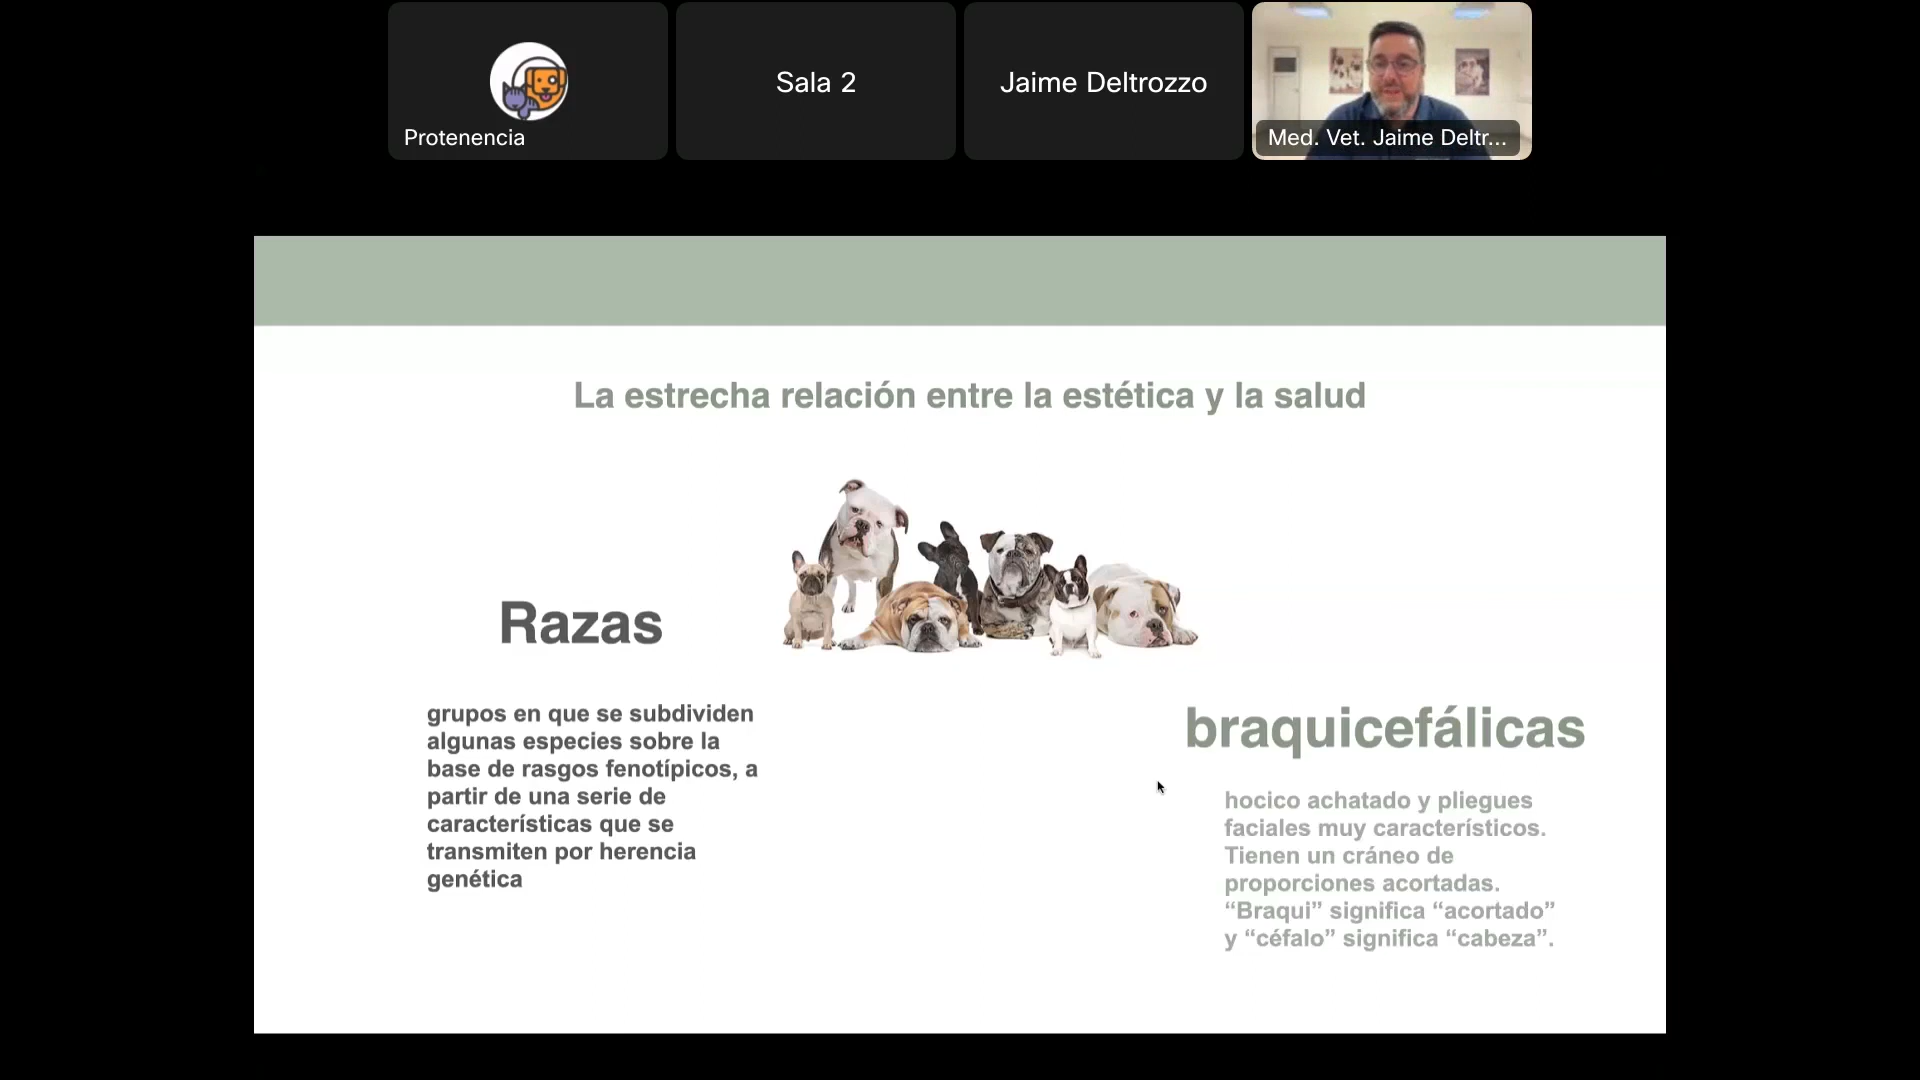 Protenencia
Sala 2
Jaime Deltrozzo
Med. Vet. Jaime Deltr...
La estrecha relación entre la estética y la salud
Razas
grupos en que se subdividen
algunas especies sobre la
base de rasgos fenotípicos, a
partir de una serie de
características que se
transmiten por herencia
genética
braquicefálicas
hocico achatado y pliegues
faciales muy característicos.
Tienen un cráneo de
proporciones acortadas.
“Braqui” significa “acortado”
y “céfalo” significa “cabeza”.